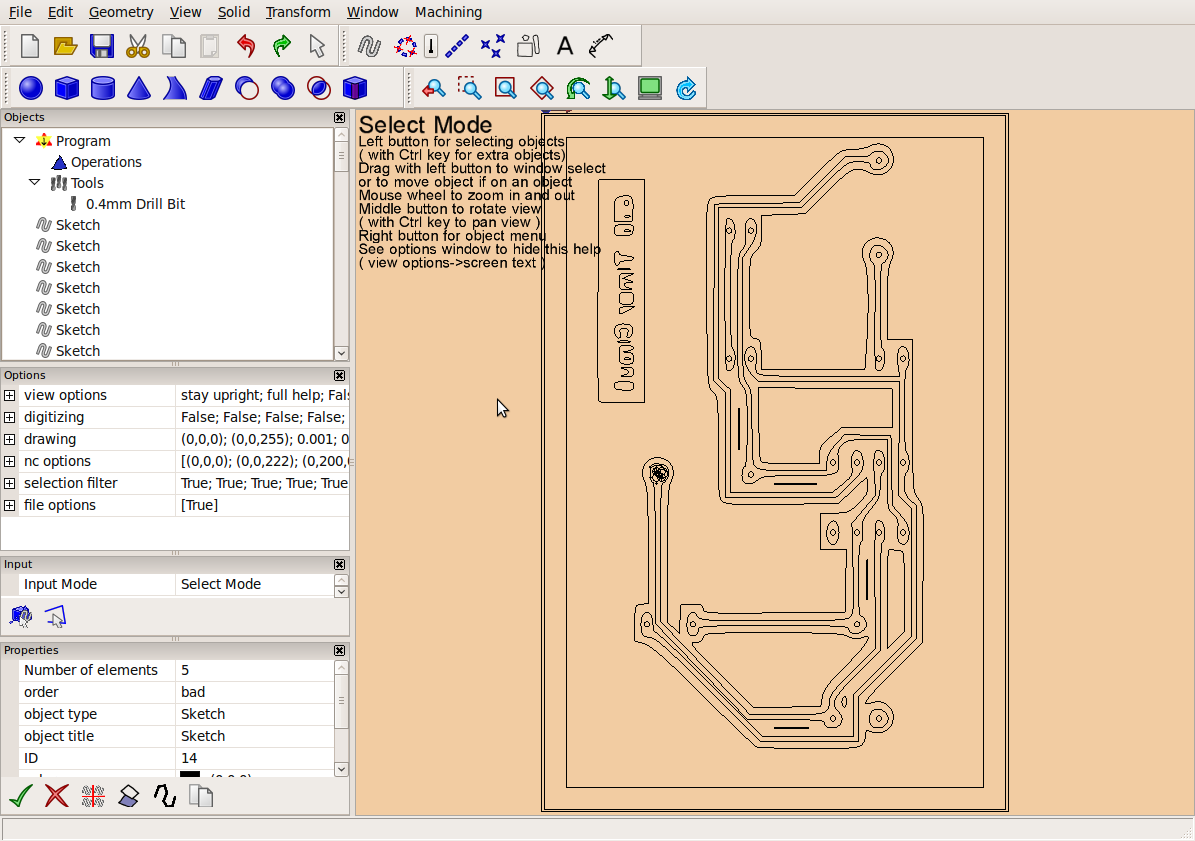 File Edit Geometry View Solid Transform Window Machining
A
Objects
Program
Operations
Tools
0.4mm Drill Bit
Sketch
Sketch
Sketch
Sketch
Sketch
Sketch
Sketch
Options
view options stay upright; full help; Fal
digitizing False; False; False; False;
drawing (0,0,0); (0,0,255); 0.001; 0
nc options [(0,0,0); (0,0,222); (0,200,
selection filter True; True; True; True; True
file options [True]
Input
Input Mode Select Mode
Properties
Number of elements 5
order bad
object type Sketch
object title Sketch
ID 14
Select Mode
Left button for selecting objects
( with Ctrl key for extra objects)
Drag with left button to window select
or to move object if on an object
Mouse wheel to zoom in and out
Middle button to rotate view
( with Ctrl key to pan view )
Right button for object menu
See options window to hide this help
( view options->screen text )